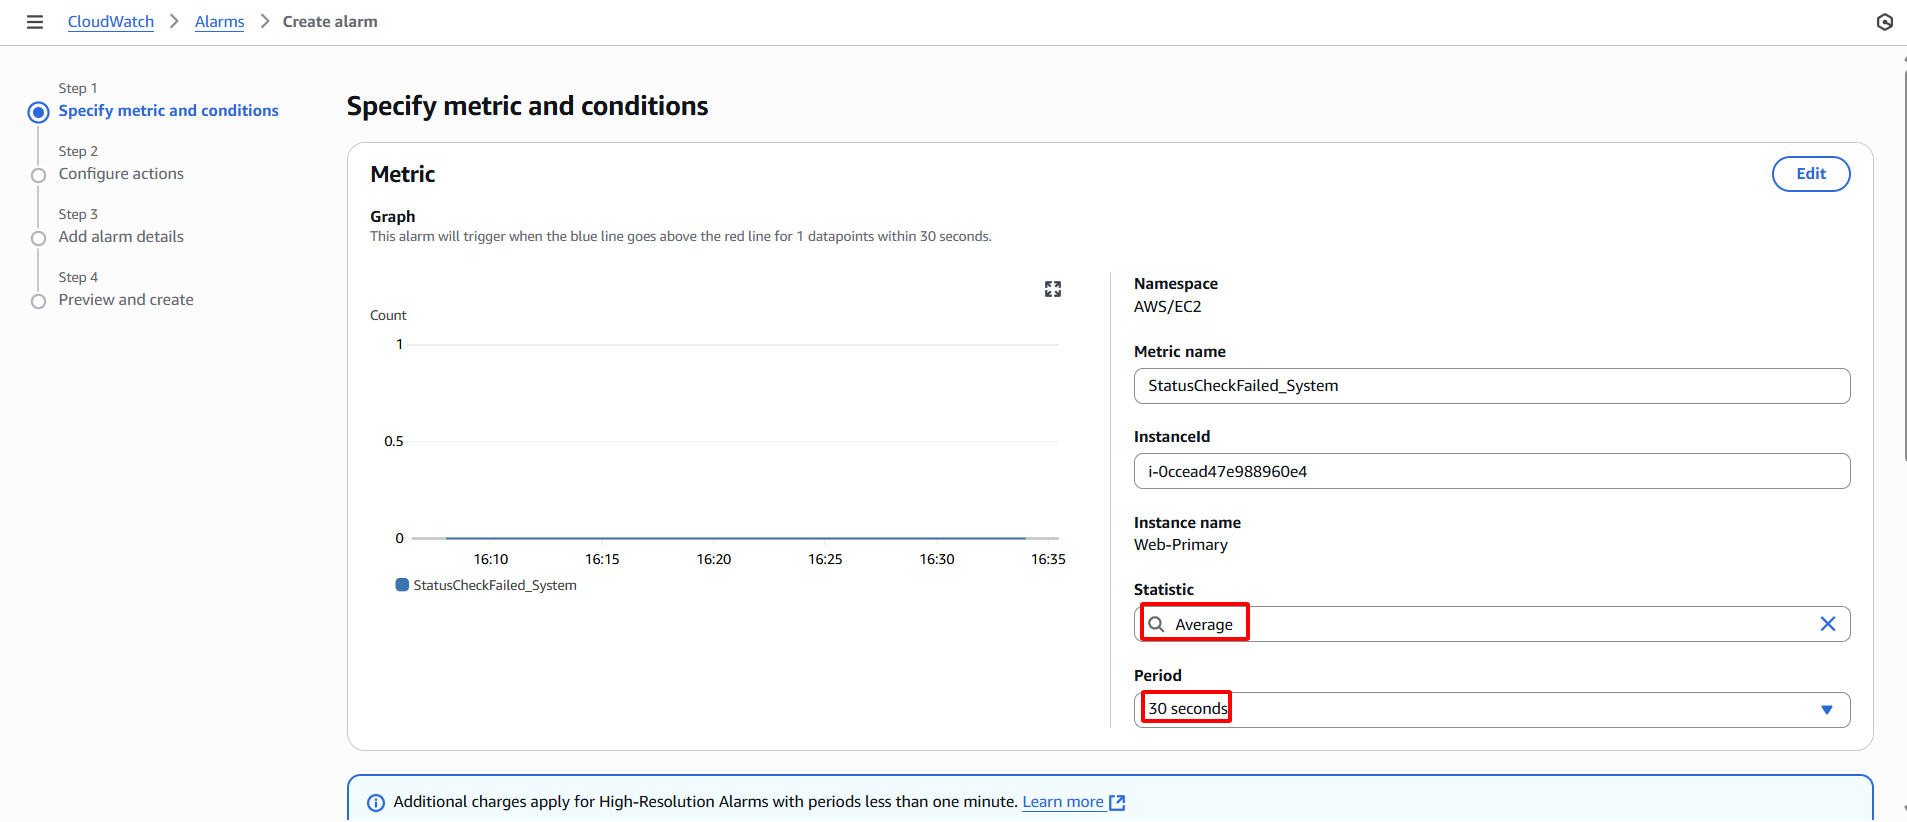 CloudWatch > Alarms > Create alarm
Step 1
Specify metric and conditions
Step 2
Configure actions
Step 3
Add alarm details
Step 4
Preview and create
Specify metric and conditions
Metric
Edit
Graph
This alarm will trigger when the blue line goes above the red line for 1 datapoints within 30 seconds.
Count
1
0.5
0
16:10 16:15 16:20 16:25 16:30 16:35
StatusCheckFailed_System
Namespace
AWS/EC2
Metric name
StatusCheckFailed_System
InstanceId
i-0ccead47e988960e4
Instance name
Web-Primary
Statistic
Average
Period
30 seconds
Additional charges apply for High-Resolution Alarms with periods less than one minute. Learn more